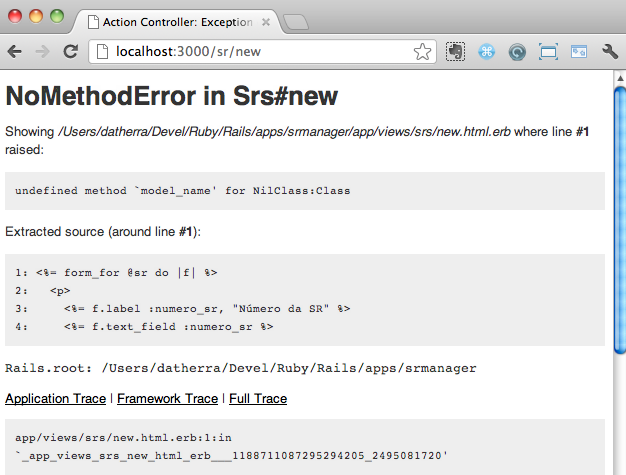 Action Controller: Exception
localhost:3000/sr/new
NoMethodError in Srs#new
Showing /Users/datherra/Devel/Ruby/Rails/apps/srmanager/app/views/srs/new.html.erb where line #1
raised:
undefined method `model_name' for NilClass:Class
Extracted source (around line #1):
1: <%= form_for @sr do |f| %>
2:   <p>
3:     <%= f.label :numero_sr, "Número da SR" %>
4:     <%= f.text_field :numero_sr %>
Rails.root: /Users/datherra/Devel/Ruby/Rails/apps/srmanager
Application Trace | Framework Trace | Full Trace
app/views/srs/new.html.erb:1:in
`_app_views_srs_new_html_erb___1188711087295294205_2495081720'